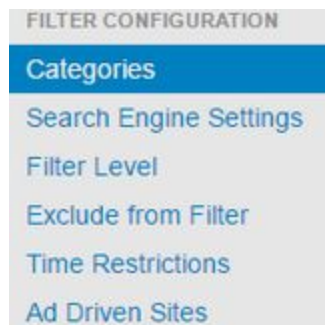 FILTER CONFIGURATION
Categories
Search Engine Settings
Filter Level
Exclude from Filter
Time Restrictions
Ad Driven Sites